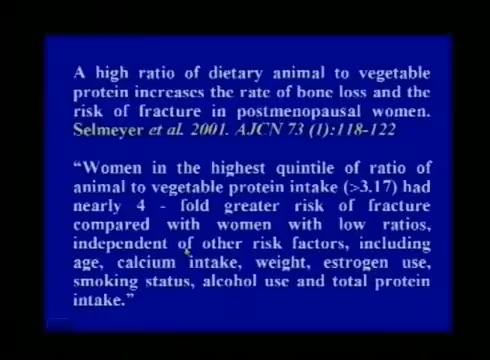 A high ratio of dietary animal to vegetable
protein increases the rate of bone loss and the
risk of fracture in postmenopausal women.
Selmeyer et al. 2001. AJCN 73 (1):118-122
“Women in the highest quintile of ratio of
animal to vegetable protein intake (>3.17) had
nearly 4 - fold greater risk of fracture
compared with women with low ratios,
independent of other risk factors, including
age, calcium intake, weight, estrogen use,
smoking status, alcohol use and total protein
intake.”